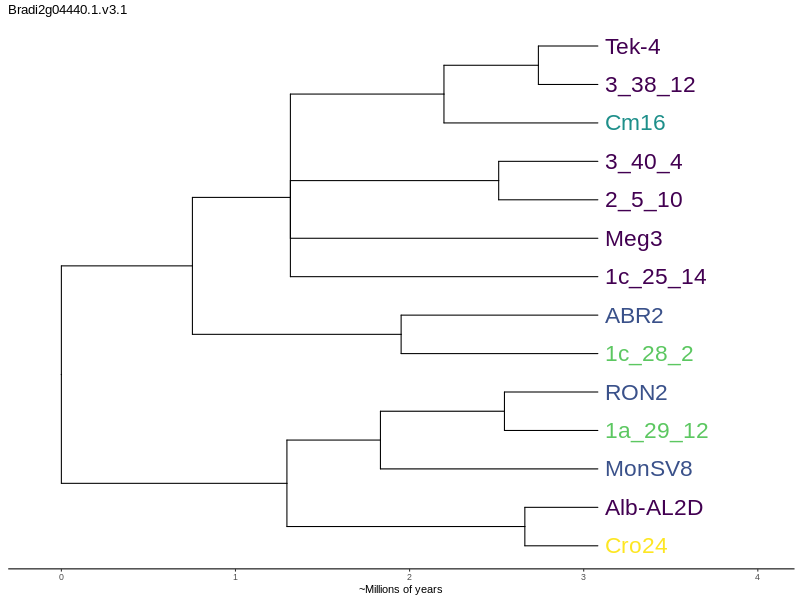 Bradi2g04440.1.v3.1
Tek-4
3_38_12
Cm16
3_40_4
2_5_10
Meg3
1c_25_14
ABR2
1c_28_2
RON2
1a_29_12
MonSV8
Alb-AL2D
Cro24
0 1 2 3 4
~Millions of years